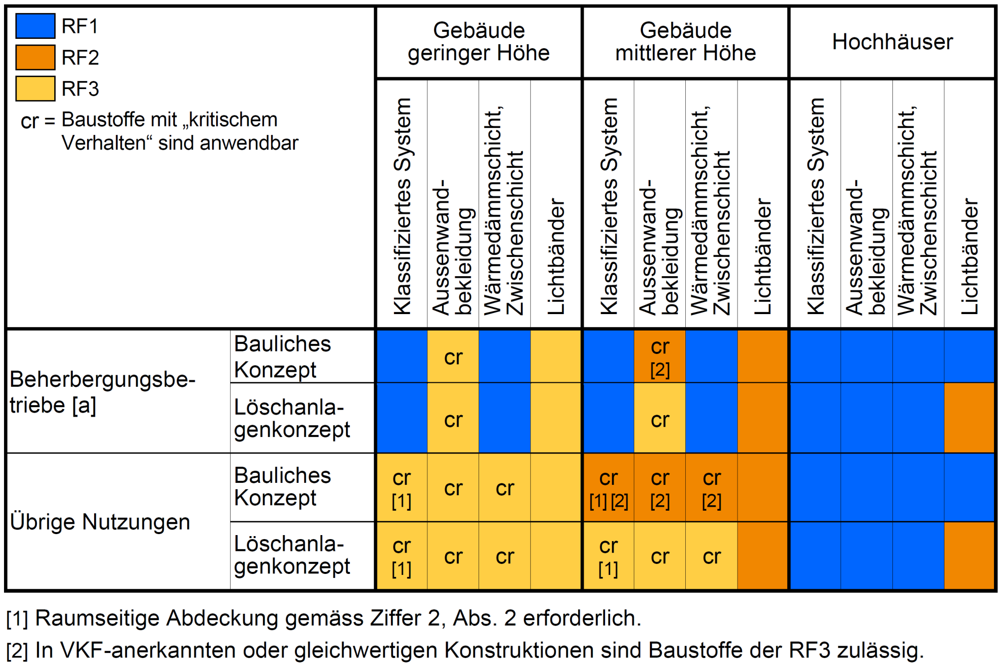 RF1
RF2
RF3
cr = Baustoffe mit „kritischem
Verhalten“ sind anwendbar
Gebäude
geringer Höhe
Gebäude
mittlerer Höhe
Hochhäuser
Klassifiziertes System
Aussenwand-
bekleidung
Wärmedämmschicht,
Zwischenschicht
Lichtbänder
Klassifiziertes System
Aussenwand-
bekleidung
Wärmedämmschicht,
Zwischenschicht
Lichtbänder
Klassifiziertes System
Aussenwand-
bekleidung
Wärmedämmschicht,
Zwischenschicht
Lichtbänder
Beherbergungsbe-
triebe [a]
Bauliches
Konzept
cr
cr
[2]
Löschanla-
genkonzept
cr
cr
Übrige Nutzungen
Bauliches
Konzept
cr
[1]
cr
cr
cr
[1] [2]
cr
[2]
cr
[2]
Löschanla-
genkonzept
cr
[1]
cr
cr
cr
[1]
cr
cr
[1] Raumseitige Abdeckung gemäss Ziffer 2, Abs. 2 erforderlich.
[2] In VKF-anerkannten oder gleichwertigen Konstruktionen sind Baustoffe der RF3 zulässig.